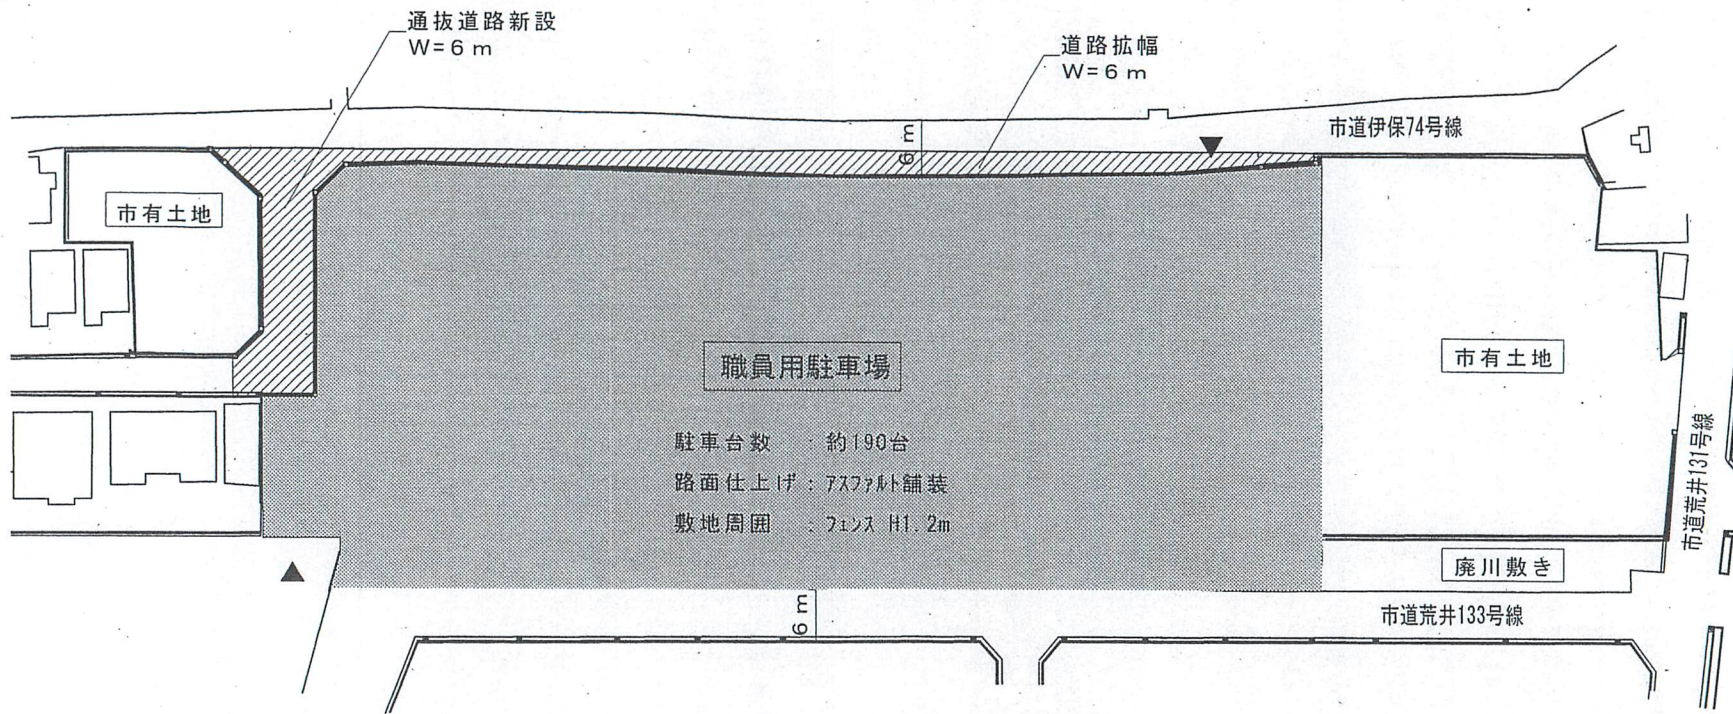 通抜道路新設
W=6m
道路拡幅
W=6m
市道伊保74号線
6m
市有土地
職員用駐車場
市有土地
駐車台数 : 約190台
路面仕上げ : ｱｽﾌｧﾙﾄ舗装
敷地周囲 : ﾌｪﾝｽ H1.2m
市道荒井131号線
廃川敷き
6m
市道荒井133号線